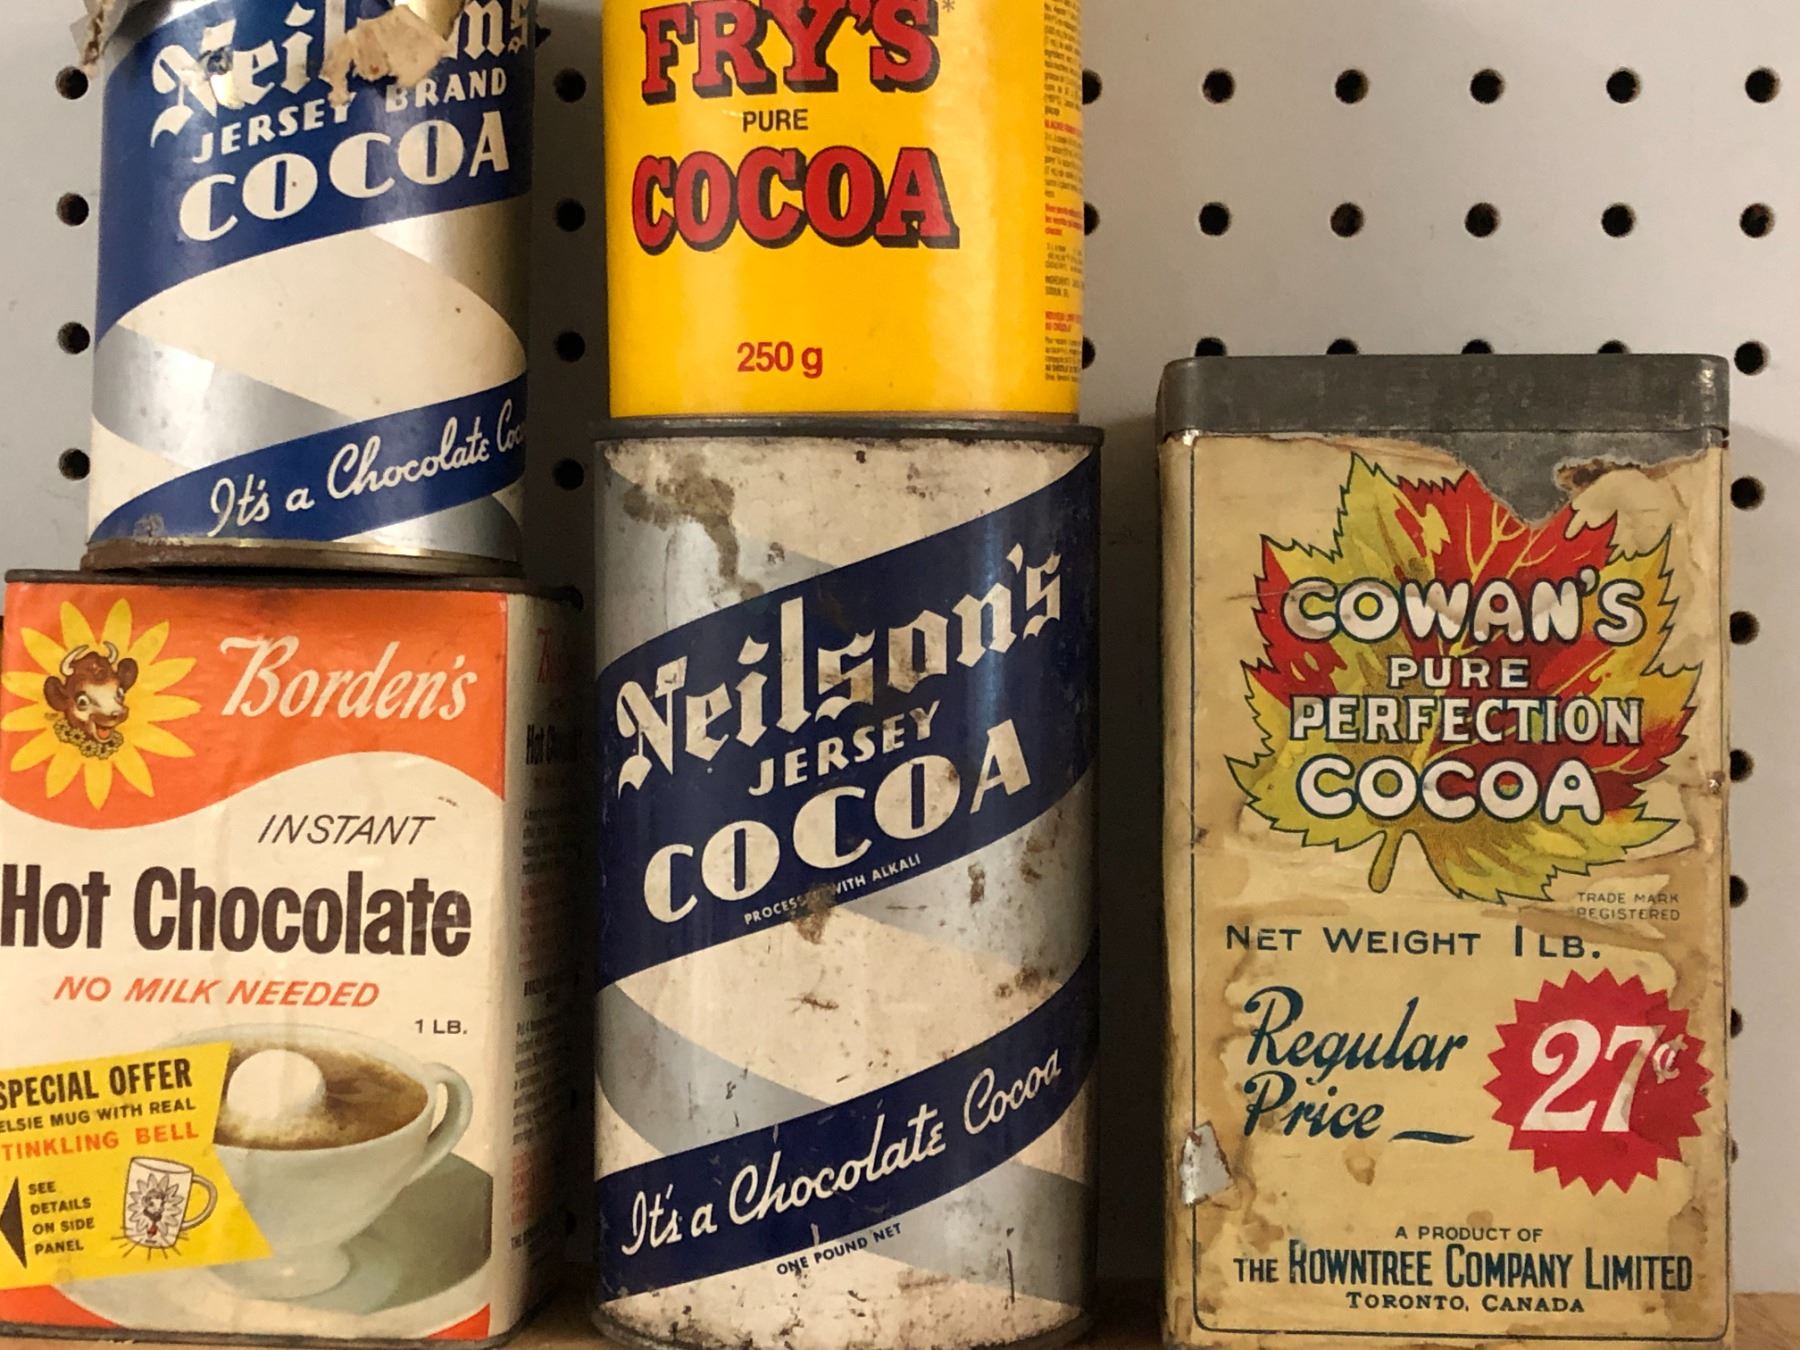 Neilson's
JERSEY BRAND
COCOA
It's a Chocolate
FRY'S
PURE
COCOA
250 g
Borden's
INSTANT
Hot Chocolate
NO MILK NEEDED
1 LB.
SPECIAL OFFER
ELSIE MUG WITH REAL
TINKLING BELL
SEE
DETAILS
ON SIDE
PANEL
Neilson's
JERSEY
COCOA
WITH ALKALI
It's a Chocolate Cocoa
ONE POUND NET
COWAN'S
PURE
PERFECTION
COCOA
TRADE MARK
REGISTERED
NET WEIGHT 1 LB.
Regular
Price
27¢
A PRODUCT OF
THE ROWNTREE COMPANY LIMITED
TORONTO, CANADA